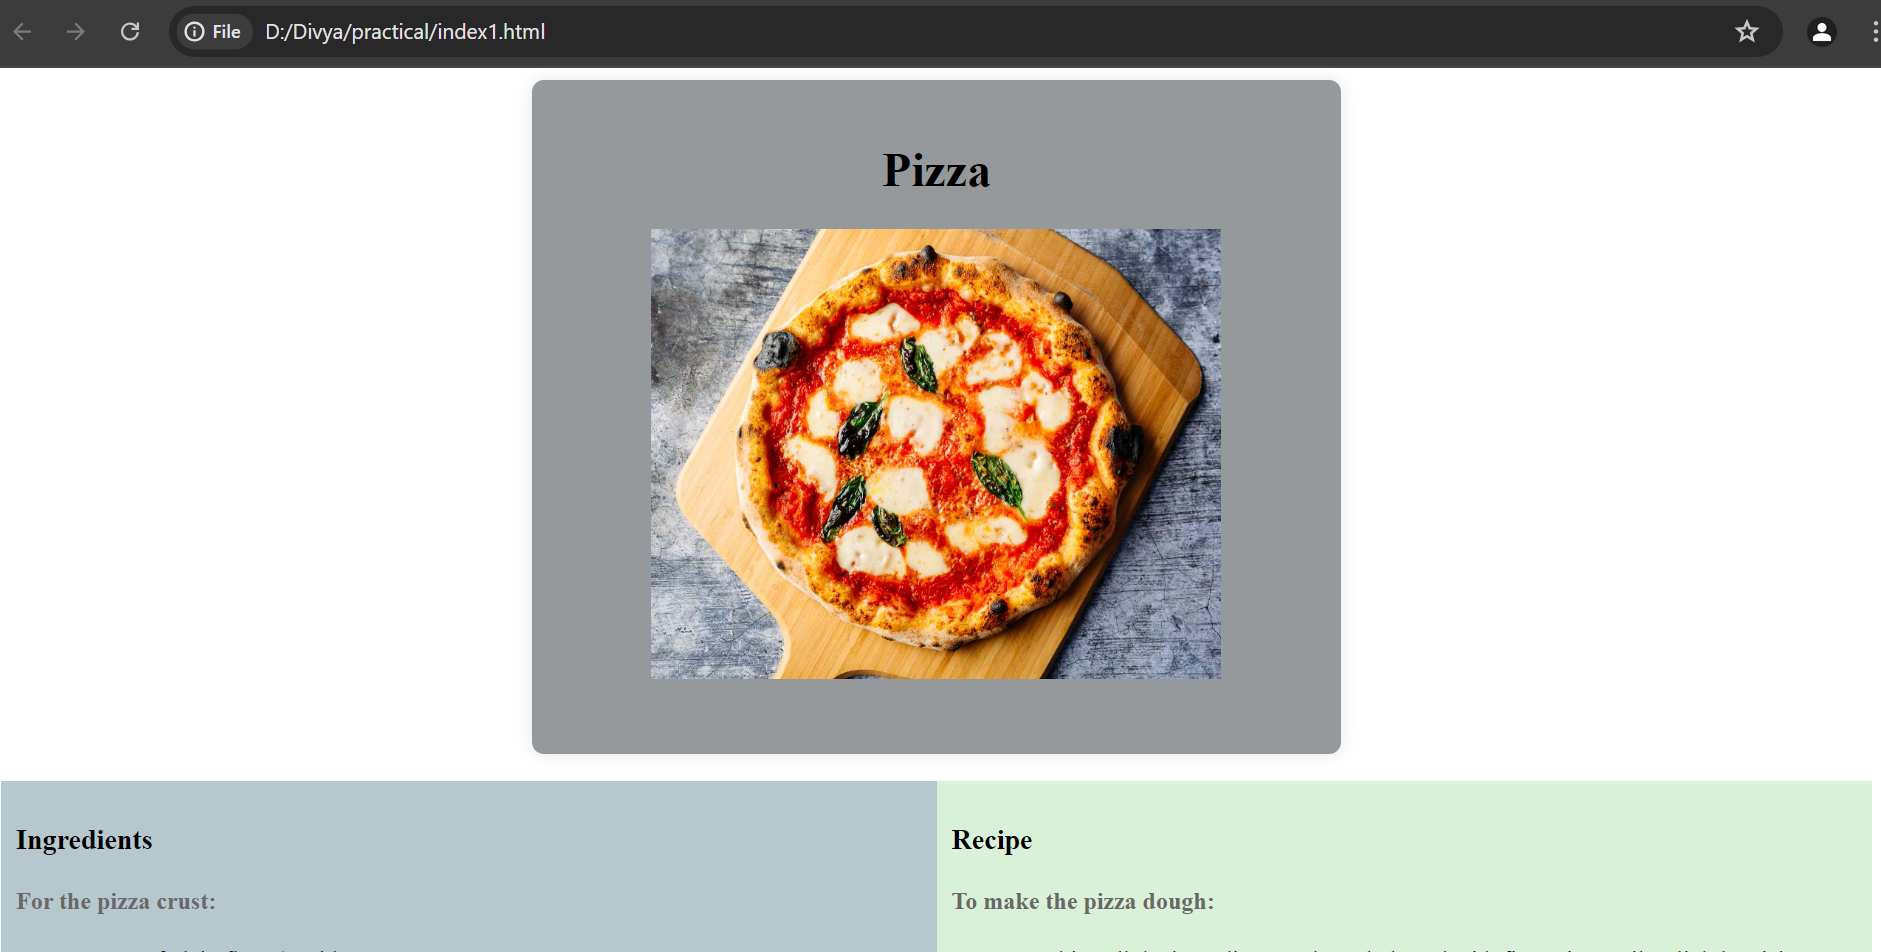 File D:/Divya/practical/index1.html
Pizza
Ingredients
For the pizza crust:
Recipe
To make the pizza dough: